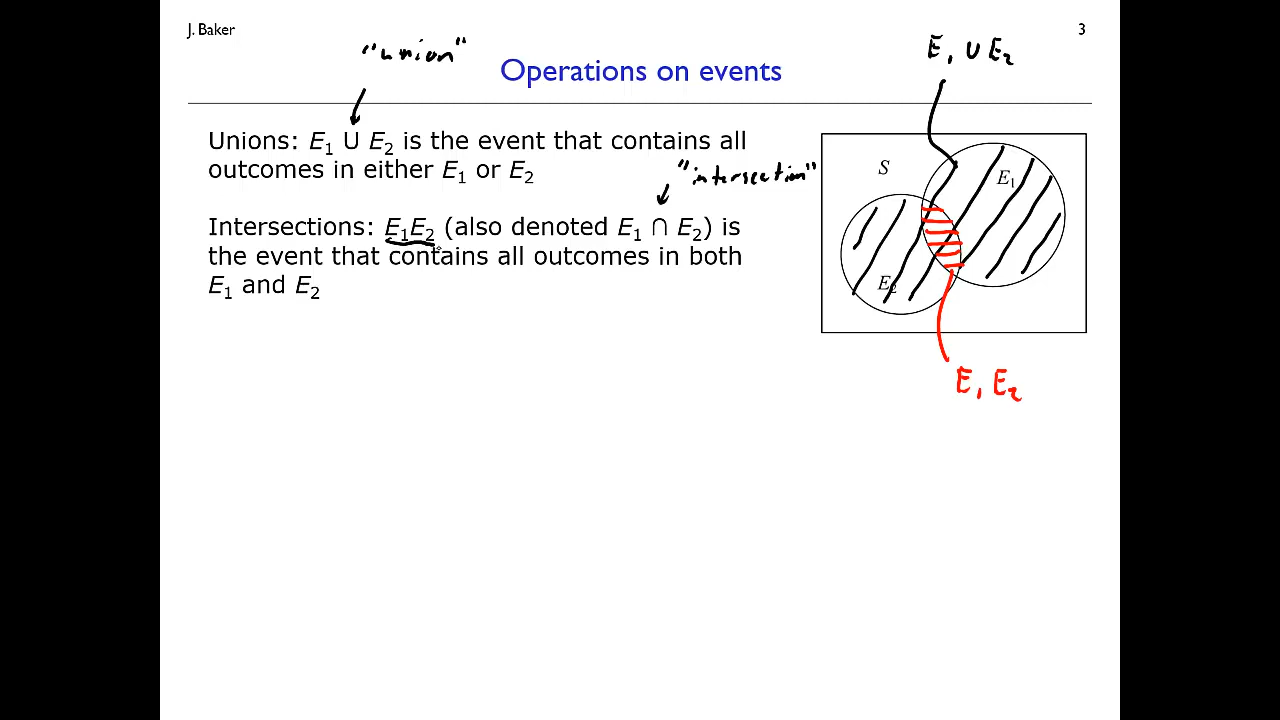 J. Baker
3
"union"
E₁ ∪ E₂
Operations on events
Unions: E₁ ∪ E₂ is the event that contains all
outcomes in either E₁ or E₂
"intersection"
Intersections: E₁E₂ (also denoted E₁ ∩ E₂) is
the event that contains all outcomes in both
E₁ and E₂
S
E₁
E₂
E₁ E₂